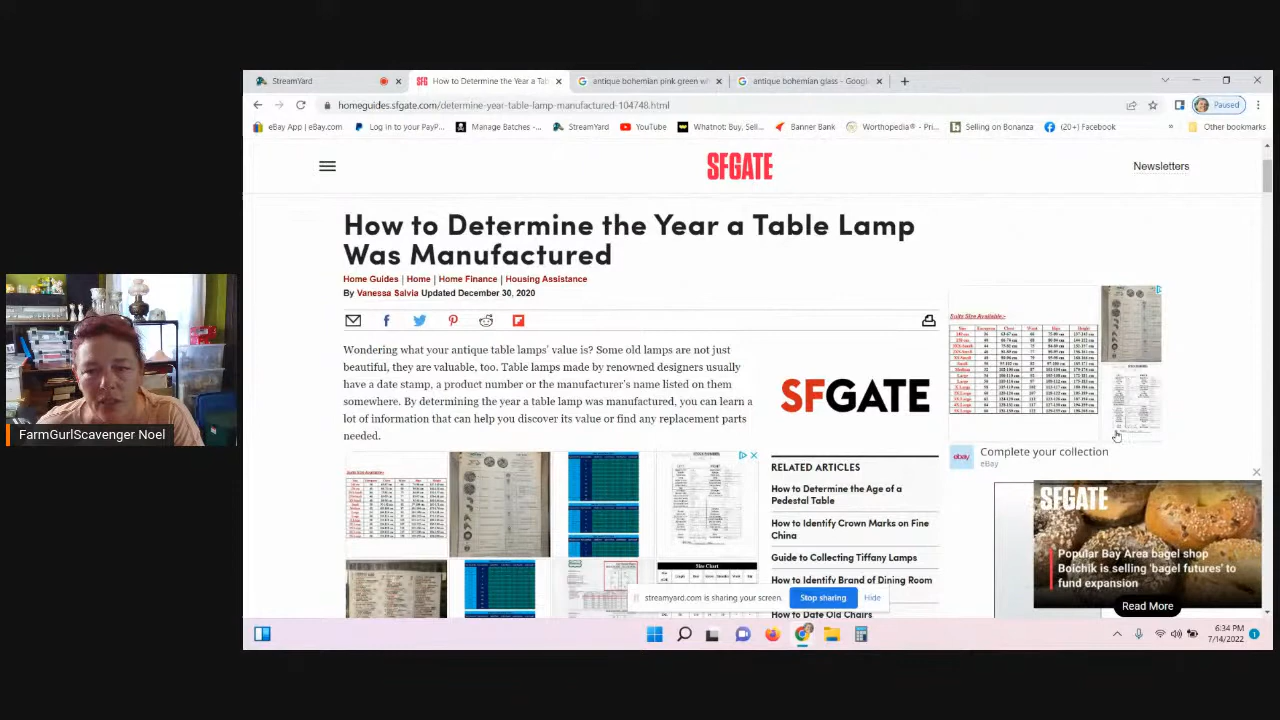 StreamYard
How to Determine the Year a Tab
antique bohemian pink green w
antique bohemian glass - Google
homeguides.sfgate.com/determine-year-table-lamp-manufactured-104748.html
Paused
eBay App | eBay.com
Log in to your PayP...
Manage Batches -...
StreamYard
YouTube
Whatnot: Buy, Sell,...
Banner Bank
Worthopedia® - Pri...
Selling on Bonanza
(20+) Facebook
»
Other bookmarks
SFGATE
Newsletters
How to Determine the Year a Table Lamp
Was Manufactured
Home Guides | Home | Home Finance | Housing Assistance
By Vanessa Salvia Updated December 30, 2020
Wondering what your antique table lamps' value is? Some old lamps are not just
beautiful, they are valuable, too. Table lamps made by renowned designers usually
have a date stamp, a product number or the manufacturer's name listed on them
somewhere. By determining the year a table lamp was manufactured, you can learn a
lot of information that can help you discover its value or find any replacement parts
needed.
SFGATE
RELATED ARTICLES
How to Determine the Age of a
Pedestal Table
How to Identify Crown Marks on Fine
China
Guide to Collecting Tiffany Lamps
How to Identify Brand of Dining Room
How to Date Old Chairs
Suite Size Available:-
ebay
Complete your collection
eBay
SFGATE
Popular Bay Area bagel shop
Bolchik is selling 'bagel futures' to
fund expansion
Read More
Size Chart
streamyard.com is sharing your screen.
Stop sharing
Hide
6:34 PM
7/14/2022
1
FarmGurlScavenger Noel